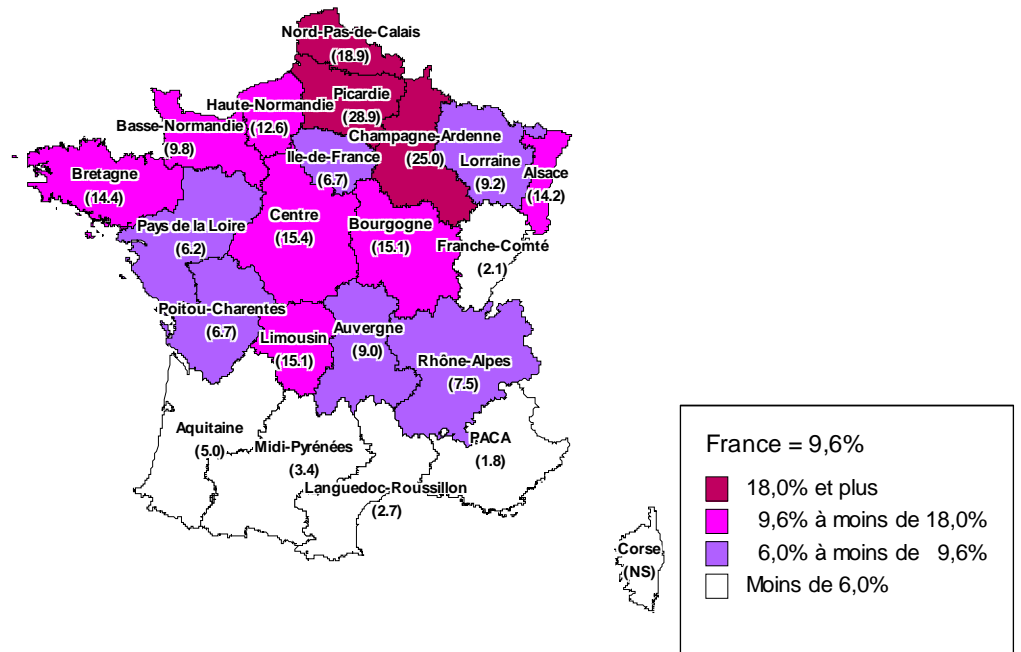 Nord-Pas-de-Calais
(18.9)
Picardie
(28.9)
Haute-Normandie
(12.6)
Basse-Normandie
(9.8)
Champagne-Ardenne
(25.0)
Ile-de-France
(6.7)
Lorraine
(9.2)
Alsace
(14.2)
Bretagne
(14.4)
Pays de la Loire
(6.2)
Centre
(15.4)
Bourgogne
(15.1)
Franche-Comté
(2.1)
Poitou-Charentes
(6.7)
Limousin
(15.1)
Auvergne
(9.0)
Rhône-Alpes
(7.5)
Aquitaine
(5.0)
Midi-Pyrénées
(3.4)
Languedoc-Roussillon
(2.7)
PACA
(1.8)
Corse
(NS)
France = 9,6%
18,0% et plus
9,6% à moins de 18,0%
6,0% à moins de 9,6%
Moins de 6,0%